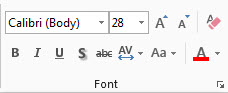 Calibri (Body) 28 A A A
B I U S abc AV Aa A
Font